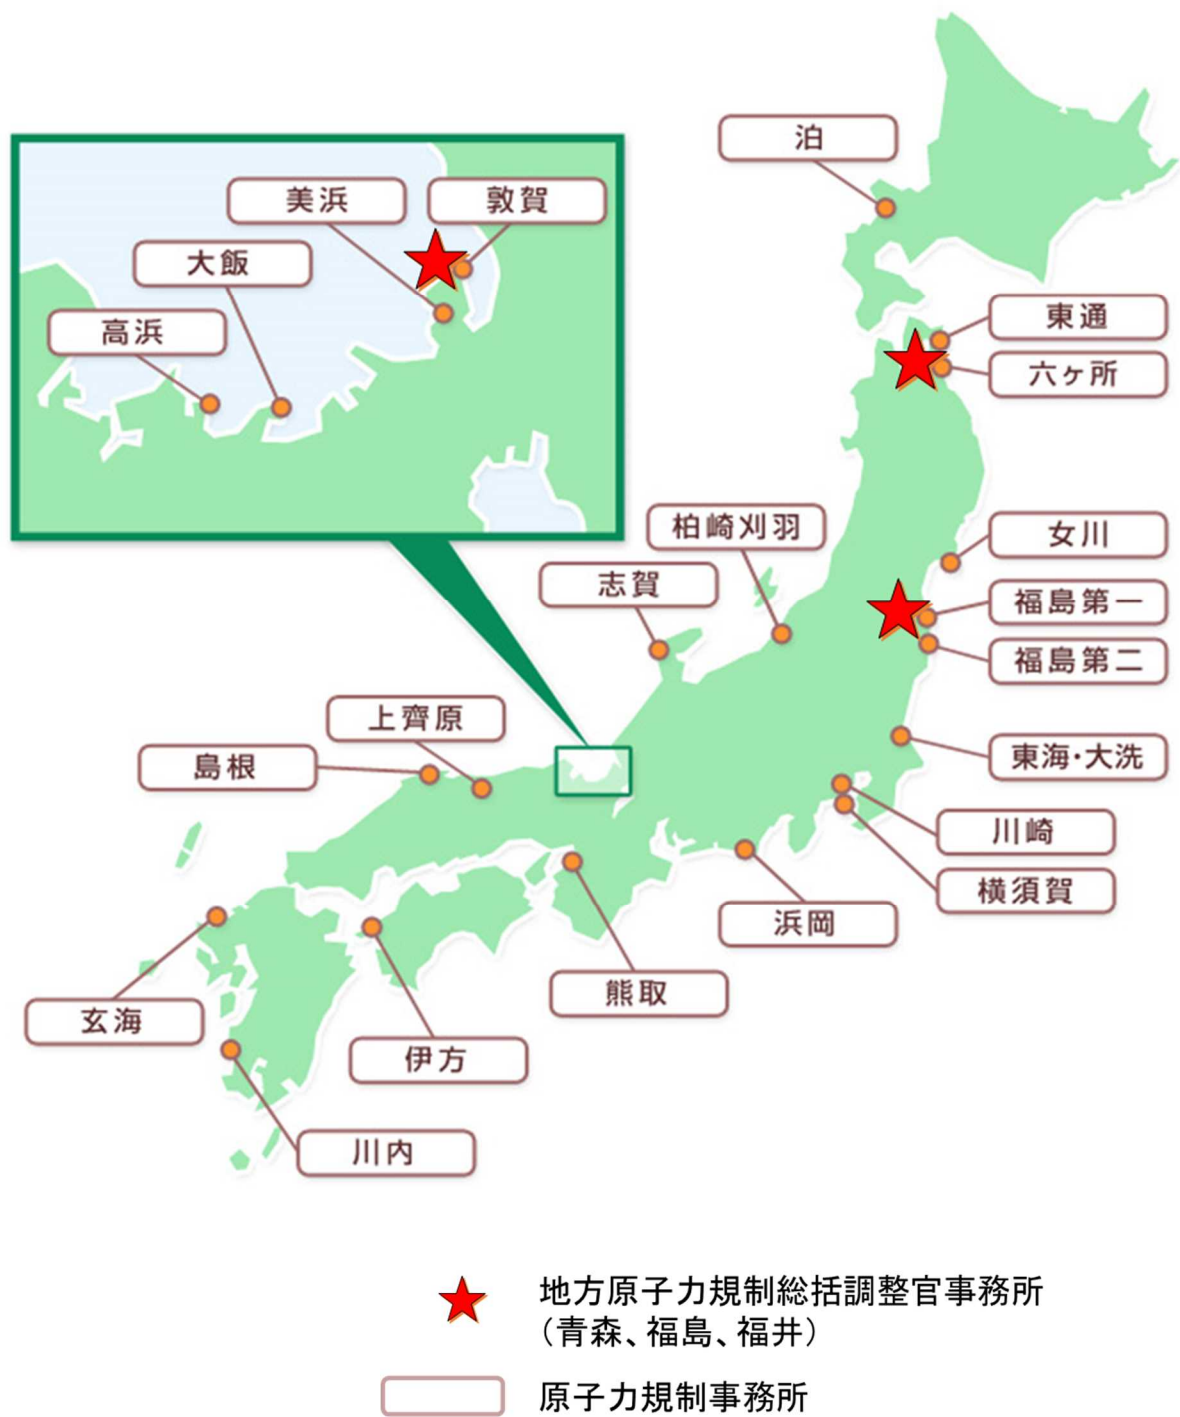 泊
美浜
敦賀
大飯
高浜
東通
六ヶ所
柏崎刈羽
女川
志賀
福島第一
福島第二
上齊原
島根
東海・大洗
川崎
横須賀
浜岡
熊取
玄海
伊方
川内
地方原子力規制総括調整官事務所
（青森、福島、福井）
原子力規制事務所